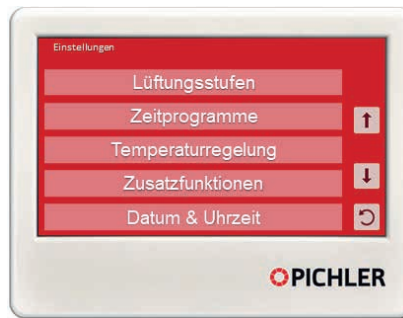 Einstellungen
Lüftungsstufen
Zeitprogramme
Temperaturregelung
Zusatzfunktionen
Datum & Uhrzeit
PICHLER